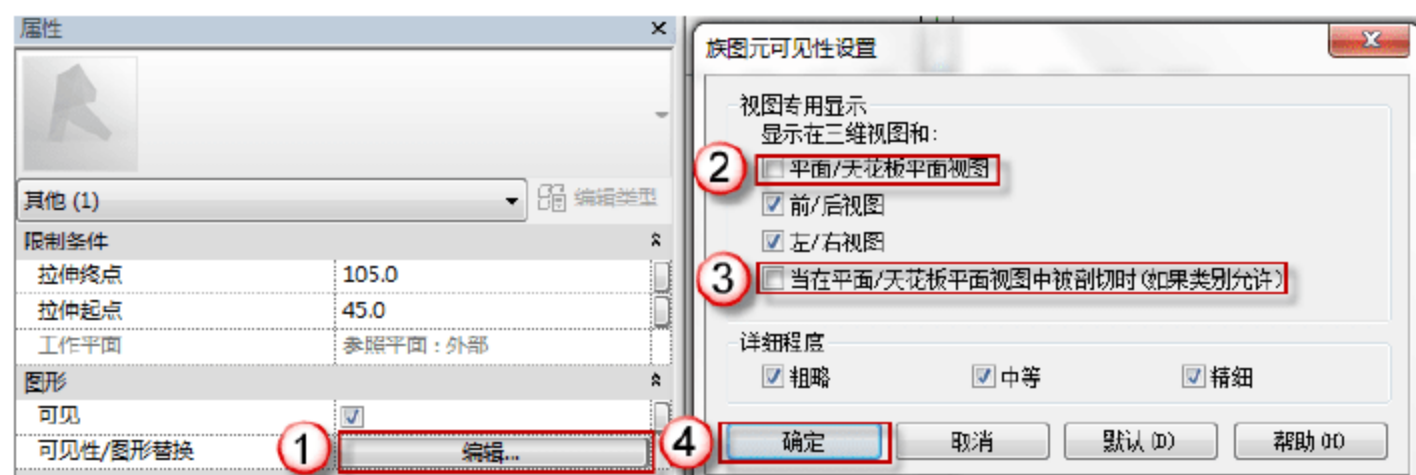 属性
其他 (1)
编辑类型
限制条件
拉伸终点 105.0
拉伸起点 45.0
工作平面 参照平面：外部
图形
可见
可见性/图形替换 ① 编辑...
族图元可见性设置
视图专用显示
显示在三维视图和：
② 平面/天花板平面视图
前/后视图
左/右视图
③ 当在平面/天花板平面视图中被剖切时(如果类别允许)
详细程度
粗略 中等 精细
④ 确定 取消 默认(D) 帮助(H)